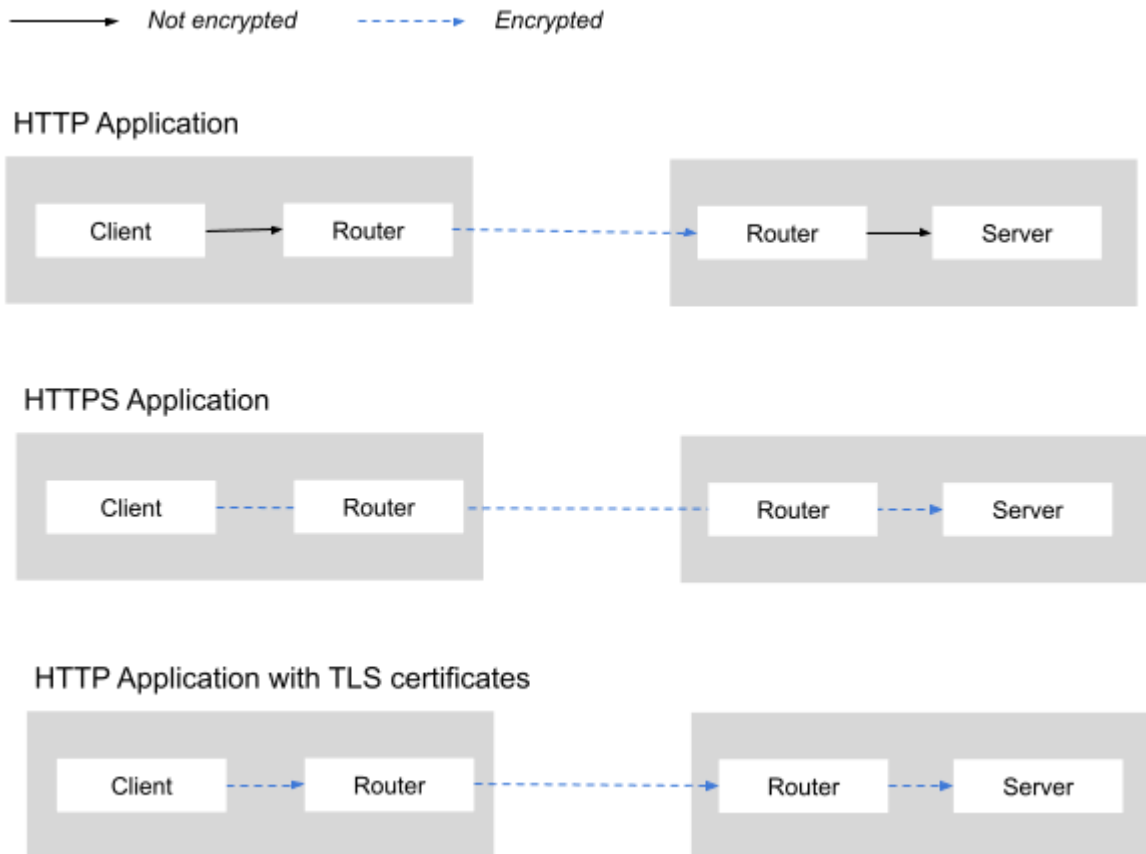 Not encrypted Encrypted
HTTP Application
Client Router Router Server
HTTPS Application
Client Router Router Server
HTTP Application with TLS certificates
Client Router Router Server